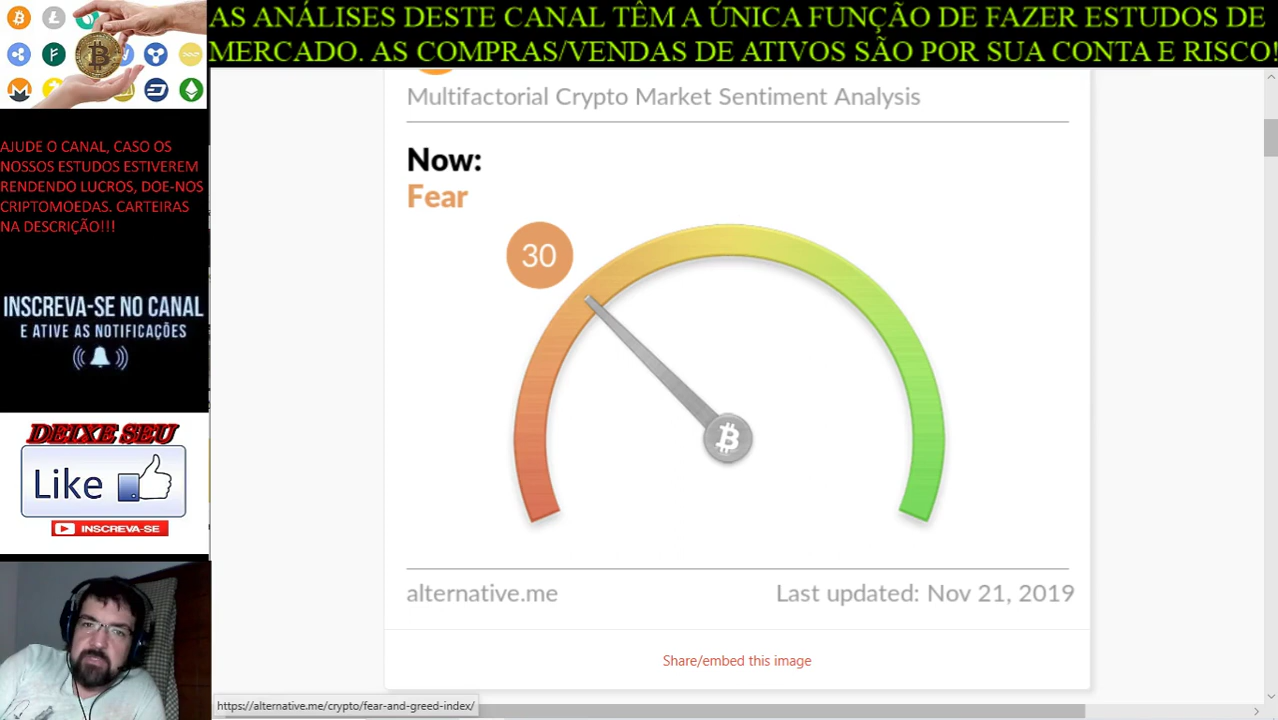 AS ANÁLISES DESTE CANAL TÊM A ÚNICA FUNÇÃO DE FAZER ESTUDOS DE
MERCADO. AS COMPRAS/VENDAS DE ATIVOS SÃO POR SUA CONTA E RISCO!
AJUDE O CANAL, CASO OS
NOSSOS ESTUDOS ESTIVEREM
RENDENDO LUCROS, DOE-NOS
CRIPTOMOEDAS. CARTEIRAS
NA DESCRIÇÃO!!!
INSCREVA-SE NO CANAL
E ATIVE AS NOTIFICAÇÕES
DEIXE SEU
Like
INSCREVA-SE
Multifactorial Crypto Market Sentiment Analysis
Now:
Fear
30
alternative.me
Last updated: Nov 21, 2019
Share/embed this image
https://alternative.me/crypto/fear-and-greed-index/